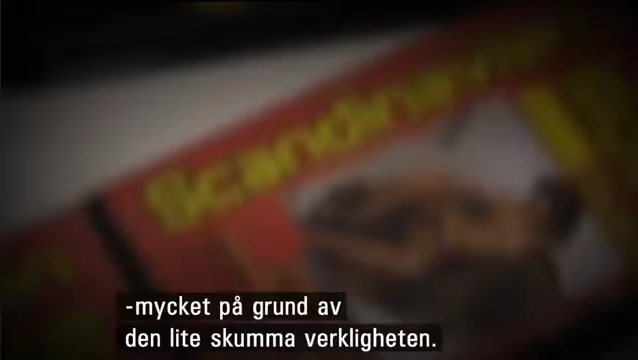 -mycket på grund av
den lite skumma verkligheten.